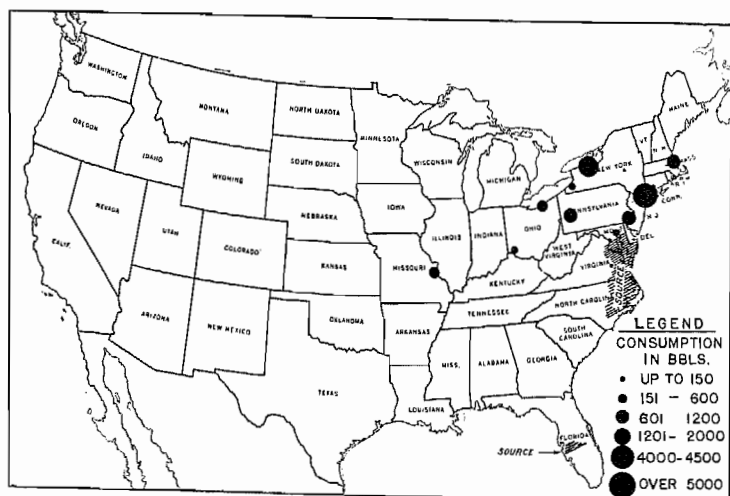 WASHINGTON
OREGON
CALIF.
NEVADA
IDAHO
MONTANA
WYOMING
UTAH
ARIZONA
COLORADO
NEW MEXICO
NORTH DAKOTA
SOUTH DAKOTA
NEBRASKA
KANSAS
OKLAHOMA
TEXAS
MINNESOTA
IOWA
MISSOURI
ARKANSAS
LOUISIANA
WISCONSIN
ILLINOIS
MICHIGAN
INDIANA
OHIO
KENTUCKY
TENNESSEE
MISS.
ALABAMA
GEORGIA
FLORIDA
SOUTH
CAROLINA
NORTH CAROLINA
VIRGINIA
WEST
VIRGINIA
PENNSYLVANIA
NEW YORK
VT.
N.H.
MAINE
MASS
R.I.
CONN.
N.J.
DEL
MD.
SOURCE
SOURCE
LEGEND
CONSUMPTION
IN BBLS.
UP TO 150
151 – 600
601 1200
1201– 2000
4000–4500
OVER 5000